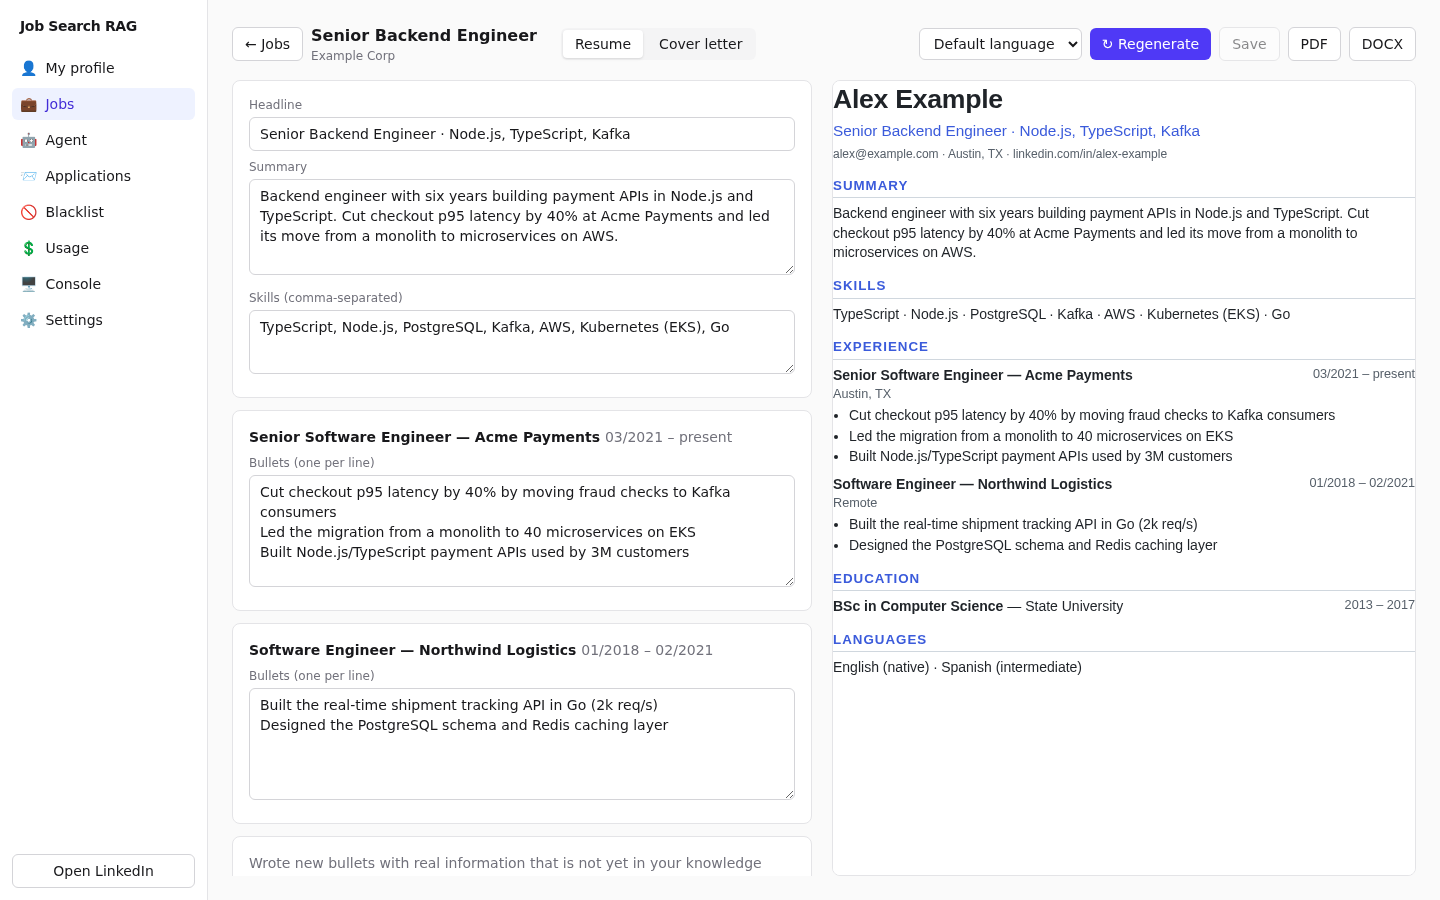 Job Search RAG
My profile
Jobs
Agent
Applications
Blacklist
Usage
Console
Settings
Open LinkedIn
← Jobs
Senior Backend Engineer
Example Corp
Resume
Cover letter
Default language
↻ Regenerate
Save
PDF
DOCX
Headline
Senior Backend Engineer · Node.js, TypeScript, Kafka
Summary
Backend engineer with six years building payment APIs in Node.js and
TypeScript. Cut checkout p95 latency by 40% at Acme Payments and led
its move from a monolith to microservices on AWS.
Skills (comma-separated)
TypeScript, Node.js, PostgreSQL, Kafka, AWS, Kubernetes (EKS), Go
Senior Software Engineer — Acme Payments 03/2021 – present
Bullets (one per line)
Cut checkout p95 latency by 40% by moving fraud checks to Kafka
consumers
Led the migration from a monolith to 40 microservices on EKS
Built Node.js/TypeScript payment APIs used by 3M customers
Software Engineer — Northwind Logistics 01/2018 – 02/2021
Bullets (one per line)
Built the real-time shipment tracking API in Go (2k req/s)
Designed the PostgreSQL schema and Redis caching layer
Wrote new bullets with real information that is not yet in your knowledge
Alex Example
Senior Backend Engineer · Node.js, TypeScript, Kafka
alex@example.com · Austin, TX · linkedin.com/in/alex-example
SUMMARY
Backend engineer with six years building payment APIs in Node.js and TypeScript. Cut
checkout p95 latency by 40% at Acme Payments and led its move from a monolith to
microservices on AWS.
SKILLS
TypeScript · Node.js · PostgreSQL · Kafka · AWS · Kubernetes (EKS) · Go
EXPERIENCE
Senior Software Engineer — Acme Payments 03/2021 – present
Austin, TX
• Cut checkout p95 latency by 40% by moving fraud checks to Kafka consumers
• Led the migration from a monolith to 40 microservices on EKS
• Built Node.js/TypeScript payment APIs used by 3M customers
Software Engineer — Northwind Logistics 01/2018 – 02/2021
Remote
• Built the real-time shipment tracking API in Go (2k req/s)
• Designed the PostgreSQL schema and Redis caching layer
EDUCATION
BSc in Computer Science — State University 2013 – 2017
LANGUAGES
English (native) · Spanish (intermediate)